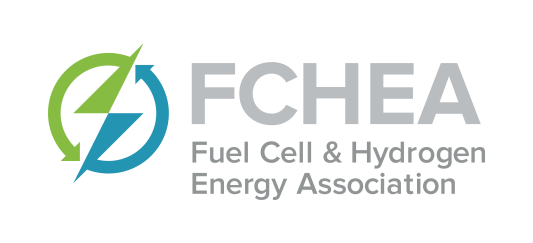 FCHEA
Fuel Cell & Hydrogen
Energy Association